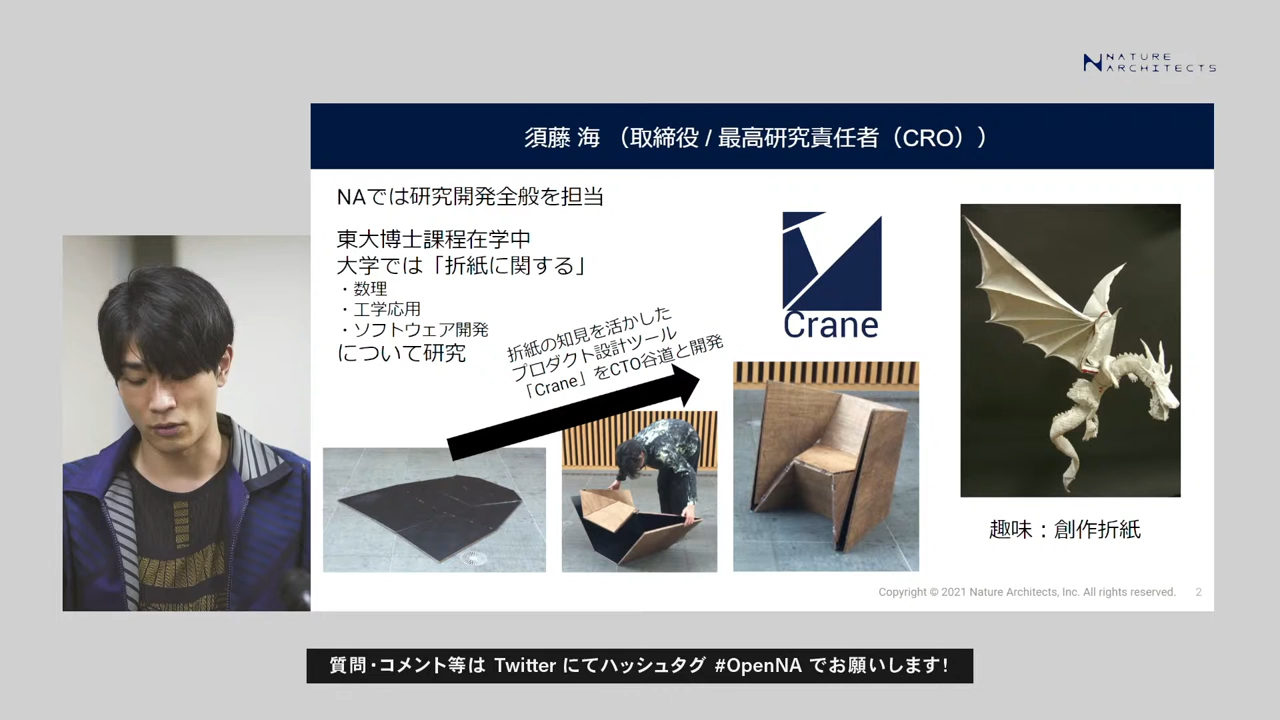 NATURE
ARCHITECTS
須藤 海 （取締役 / 最高研究責任者（CRO））
NAでは研究開発全般を担当
東大博士課程在学中
大学では「折紙に関する」
・数理
・工学応用
・ソフトウェア開発
について研究
折紙の知見を活かした
プロダクト設計ツール
「Crane」をCTO谷道と開発
Crane
趣味：創作折紙
Copyright © 2021 Nature Architects, Inc. All rights reserved. 2
質問・コメント等は Twitter にてハッシュタグ #OpenNA でお願いします！